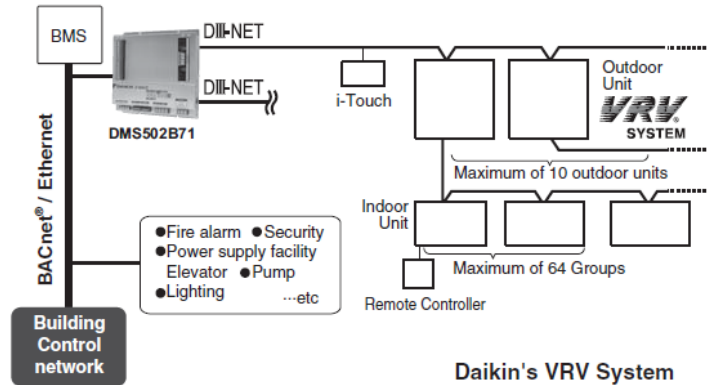 BMS
DIII-NET
DIII-NET
DMS502B71
i-Touch
Outdoor
Unit
VRV
SYSTEM
Maximum of 10 outdoor units
Indoor
Unit
Maximum of 64 Groups
Remote Controller
BACnet® / Ethernet
●Fire alarm ●Security
●Power supply facility
Elevator ●Pump
●Lighting ...etc
Building
Control
network
Daikin's VRV System